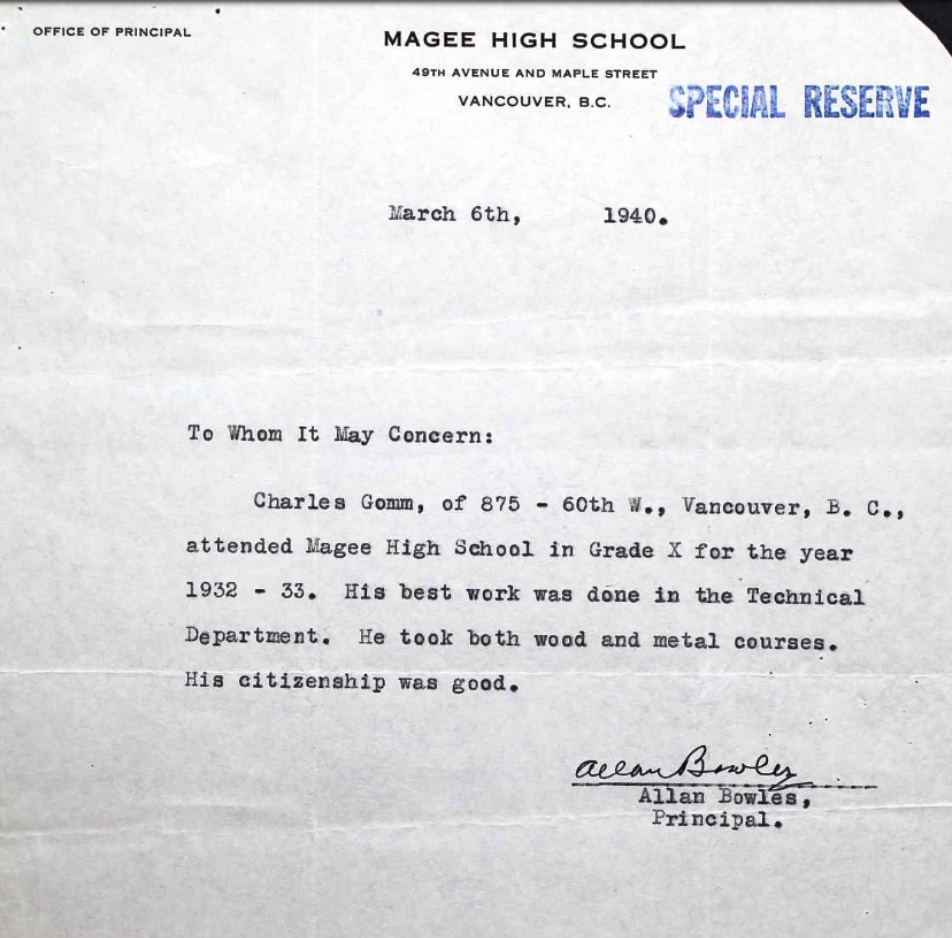 OFFICE OF PRINCIPAL
MAGEE HIGH SCHOOL
49TH AVENUE AND MAPLE STREET
VANCOUVER, B.C.
SPECIAL RESERVE
March 6th, 1940.
To Whom It May Concern:
Charles Gomm, of 875 - 60th W., Vancouver, B. C.,
attended Magee High School in Grade X for the year
1932 - 33. His best work was done in the Technical
Department. He took both wood and metal courses.
His citizenship was good.
Allan Bowles
Allan Bowles,
Principal.